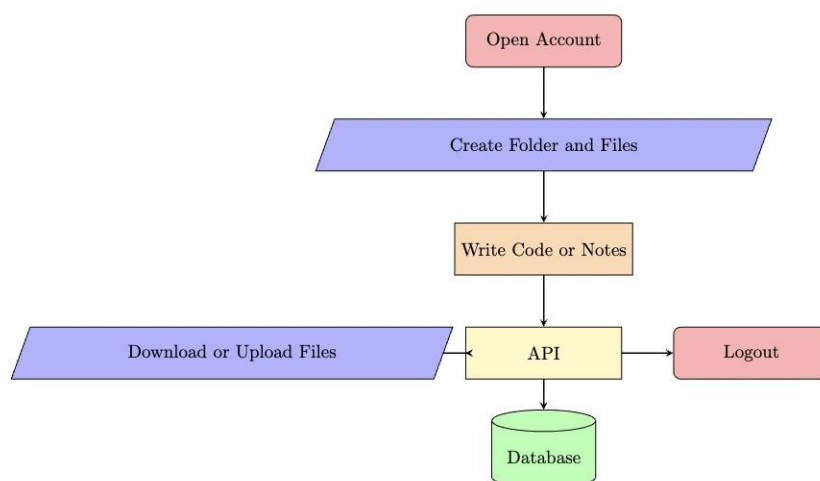 Open Account
Create Folder and Files
Write Code or Notes
Download or Upload Files
API
Logout
Database